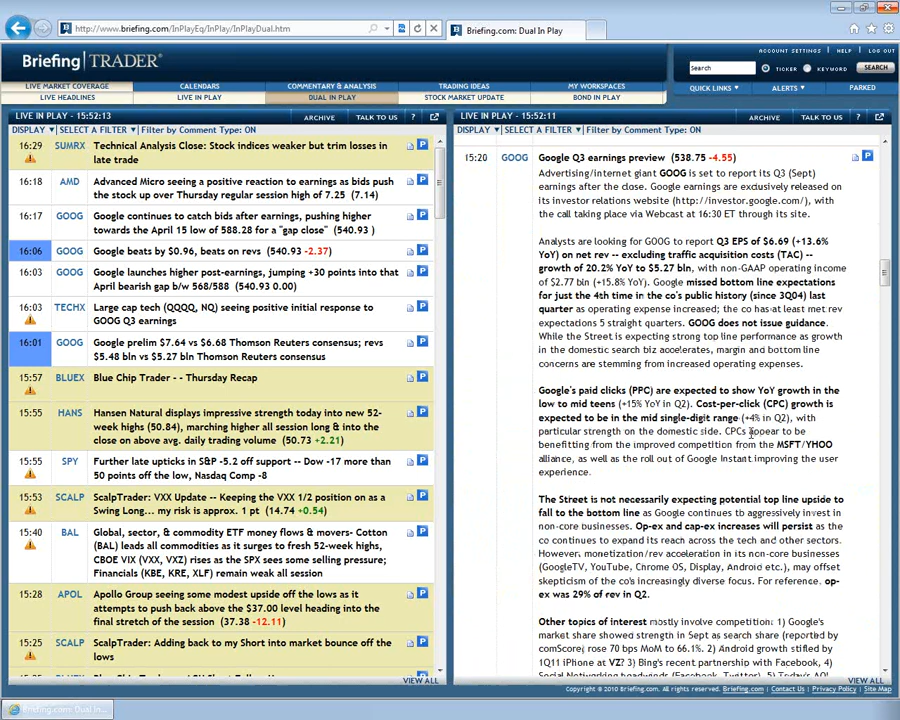 http://www.briefing.com/InPlayEq/InPlay/InPlayDual.htm
Briefing.com: Dual In Play
Briefing TRADER®
ACCOUNT SETTINGS | HELP | LOG OUT
Search TICKER KEYWORD SEARCH
LIVE MARKET COVERAGE CALENDARS COMMENTARY & ANALYSIS TRADING IDEAS MY WORKSPACES QUICK LINKS ALERTS PARKED
LIVE HEADLINES LIVE IN PLAY DUAL IN PLAY STOCK MARKET UPDATE BOND IN PLAY
LIVE IN PLAY - 15:52:13 ARCHIVE TALK TO US ?
DISPLAY SELECT A FILTER Filter by Comment Type: ON
16:29 SUMRX Technical Analysis Close: Stock indices weaker but trim losses in
late trade
16:18 AMD Advanced Micro seeing a positive reaction to earnings as bids push
the stock up over Thursday regular session high of 7.25 (7.14)
16:17 GOOG Google continues to catch bids after earnings, pushing higher
towards the April 15 low of 588.28 for a "gap close" (540.93 )
16:06 GOOG Google beats by $0.96, beats on revs (540.93 -2.37)
16:03 GOOG Google launches higher post-earnings, jumping +30 points into that
April bearish gap b/w 568/588 (540.93 0.00)
16:03 TECHX Large cap tech (QQQQ, NQ) seeing positive initial response to
GOOG Q3 earnings
16:01 GOOG Google prelim $7.64 vs $6.68 Thomson Reuters consensus; revs
$5.48 bln vs $5.27 bln Thomson Reuters consensus
15:57 BLUEX Blue Chip Trader - - Thursday Recap
15:55 HANS Hansen Natural displays impressive strength today into new 52-
week highs (50.84), marching higher all session long & into the
close on above avg. daily trading volume (50.73 +2.21)
15:55 SPY Further late upticks in S&P -5.2 off support -- Dow -17 more than
50 points off the low, Nasdaq Comp -8
15:53 SCALP ScalpTrader: VXX Update -- Keeping the VXX 1/2 position on as a
Swing Long... my risk is approx. 1 pt (14.74 +0.54)
15:40 BAL Global, sector, & commodity ETF money flows & movers- Cotton
(BAL) leads all commodities as it surges to fresh 52-week highs,
CBOE VIX (VXX, VXZ) rises as the SPX sees some selling pressure;
Financials (KBE, KRE, XLF) remain weak all session
15:28 APOL Apollo Group seeing some modest upside off the lows as it
attempts to push back above the $37.00 level heading into the
final stretch of the session (37.38 -12.11)
15:25 SCALP ScalpTrader: Adding back to my Short into market bounce off the
lows
VIEW ALL
LIVE IN PLAY - 15:52:11 ARCHIVE TALK TO US ?
DISPLAY SELECT A FILTER Filter by Comment Type: ON
15:20 GOOG Google Q3 earnings preview (538.75 -4.55)
Advertising/internet giant GOOG is set to report its Q3 (Sept)
earnings after the close. Google earnings are exclusively released on
its investor relations website (http://investor.google.com/), with
the call taking place via Webcast at 16:30 ET through its site.
Analysts are looking for GOOG to report Q3 EPS of $6.69 (+13.6%
YoY) on net rev -- excluding traffic acquisition costs (TAC) --
growth of 20.2% YoY to $5.27 bln, with non-GAAP operating income
of $2.77 bln (+15.8% YoY). Google missed bottom line expectations
for just the 4th time in the co's public history (since 3Q04) last
quarter as operating expense increased; the co has at least met rev
expectations 5 straight quarters. GOOG does not issue guidance.
While the Street is expecting strong top line performance as growth
in the domestic search biz accelerates, margin and bottom line
concerns are elevated.
Google's paid clicks (PPC) are expected to show YoY growth in the
low to mid teens (+15% YoY in Q2). Cost-per-click (CPC) growth is
expected to be in the mid single-digit range (+4% in Q2), with
particular strength on the domestic side. CPCs appear to be
benefitting from the improved competition from the MSFT/YHOO
alliance, as well as the roll out of Google Instant improving the user
experience.
The Street is not necessarily expecting potential top line upside to
fall to the bottom line as Google continues to aggressively invest in
non-core businesses. Op-ex and cap-ex increases will persist as the
co continues to expand its reach across the tech and other sectors.
However, monetization/rev acceleration in its non-core businesses
(GoogleTV, YouTube, Chrome OS, Display, Android etc.), may offset
skepticism of the co's increasingly diverse focus. For reference, op-
ex was 29% of rev in Q2.
Other topics of interest mostly involve competition: 1) Google's
market share showed strength in Sept as search share (reported by
comScore) rose 70 bps MoM to 66.1%. 2) Android growth stifled by
1Q11 iPhone at VZ? 3) Bing's recent partnership with Facebook, 4)
VIEW ALL
Copyright © 2010 Briefing.com. All rights reserved. Briefing.com | Contact Us | Privacy Policy | Site Map
Briefing.com: Dual In...